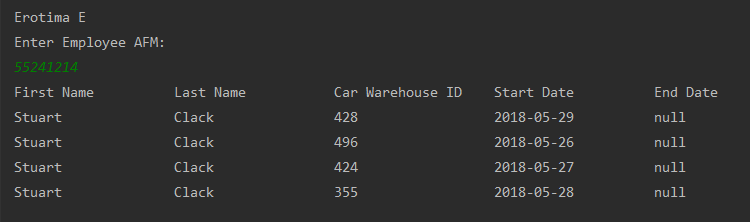 Erotima E
Enter Employee AFM:
55241214
First Name Last Name Car Warehouse ID Start Date End Date
Stuart Clack 428 2018-05-29 null
Stuart Clack 496 2018-05-26 null
Stuart Clack 424 2018-05-27 null
Stuart Clack 355 2018-05-28 null